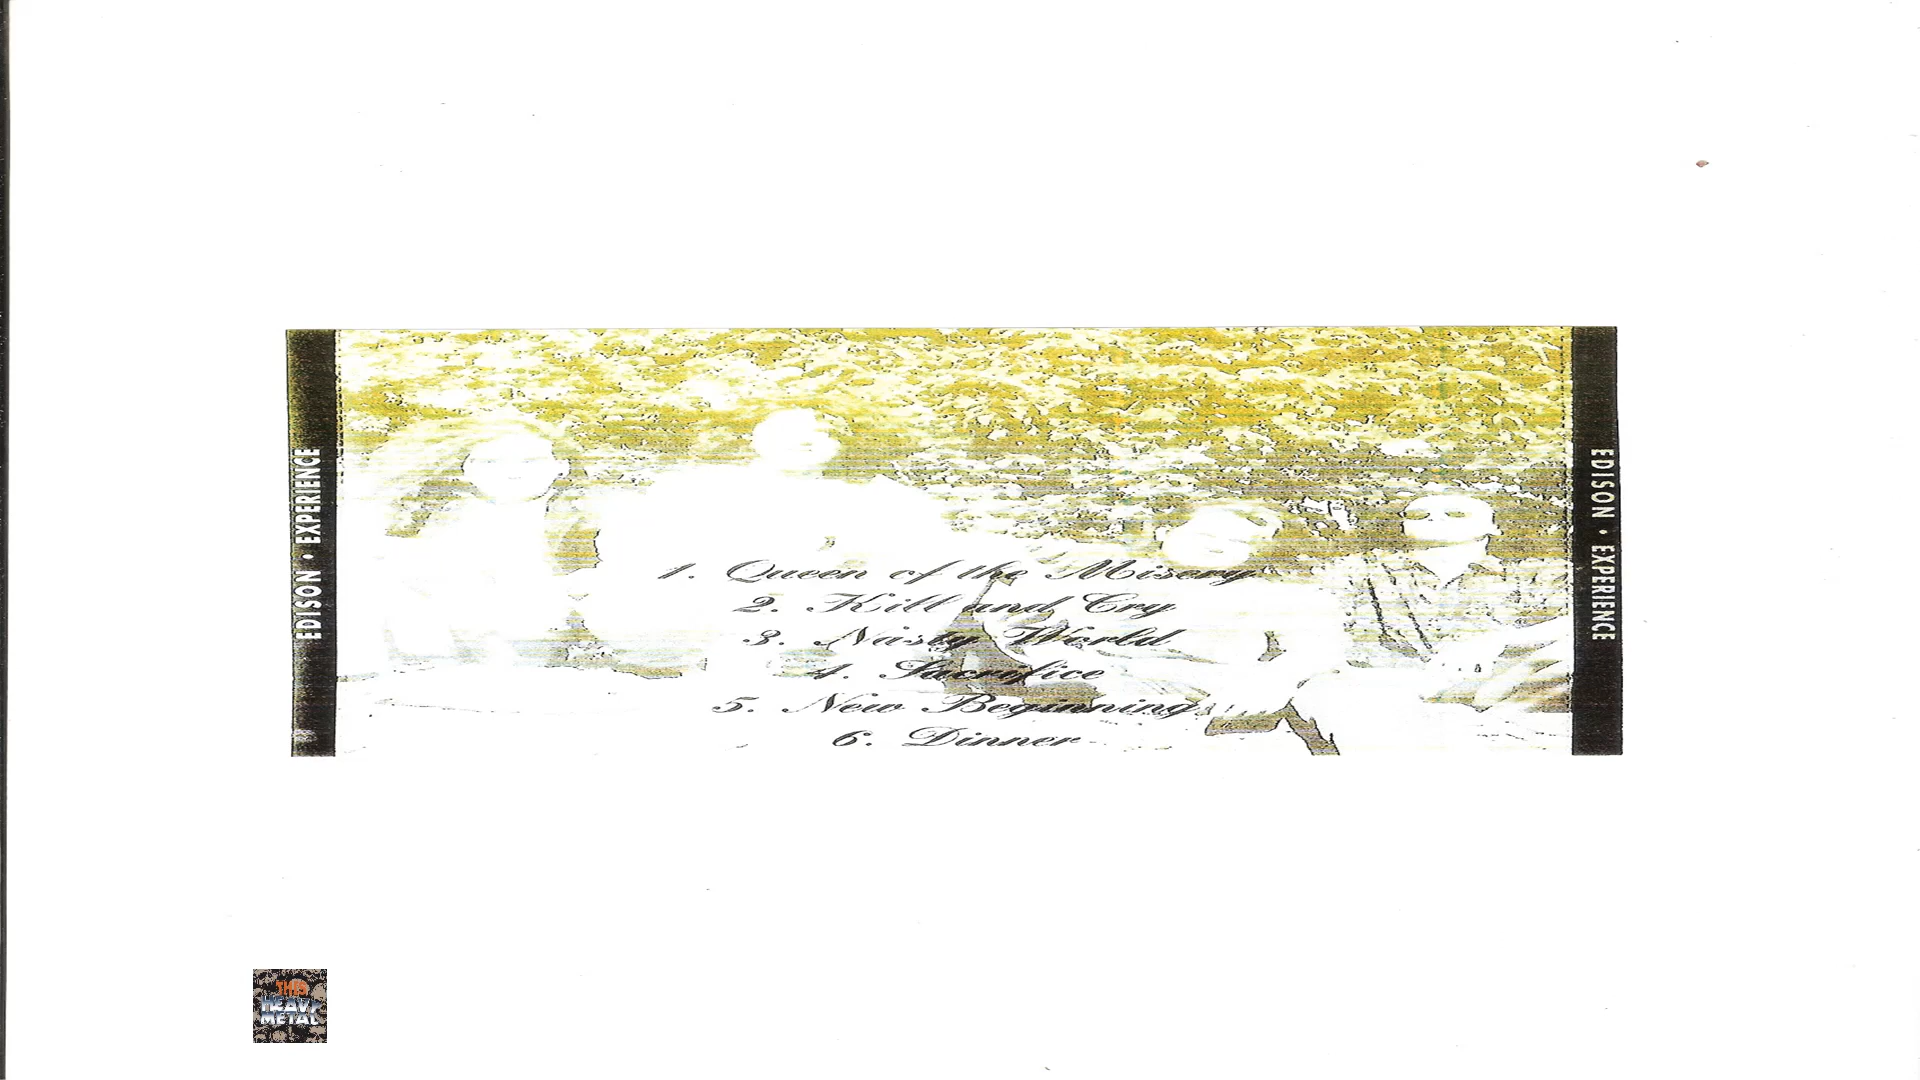 EDISON • EXPERIENCE
1. Queen of the Misery
2. Kill and Cry
3. Nasty World
4. Sacrifice
5. New Beginnings
6. Dinner
EDISON • EXPERIENCE
THIS
HEAVY
METAL